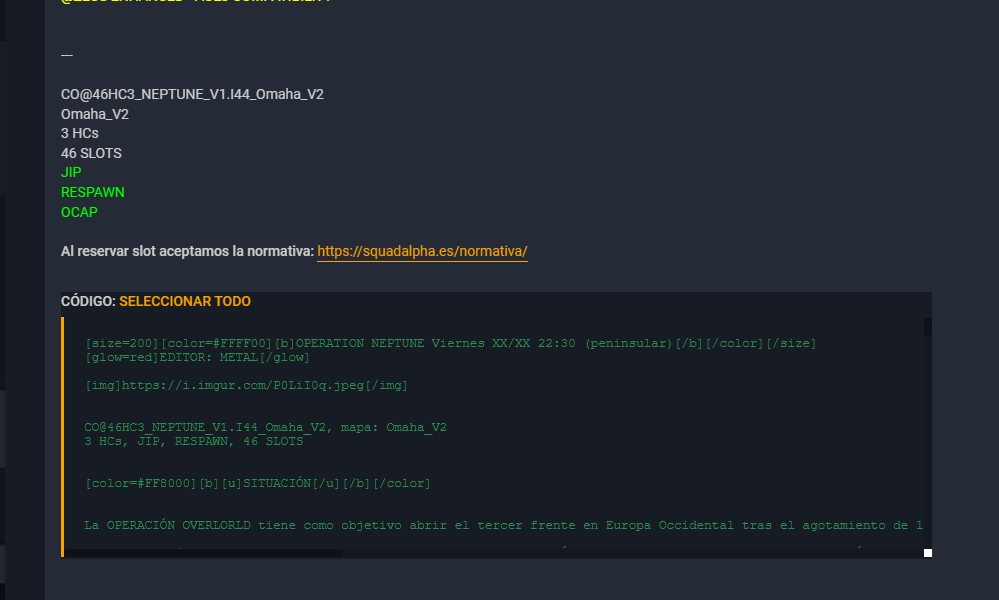 —
CO@46HC3_NEPTUNE_V1.I44_Omaha_V2
Omaha_V2
3 HCs
46 SLOTS
JIP
RESPAWN
OCAP
Al reservar slot aceptamos la normativa: https://squadalpha.es/normativa/
CÓDIGO: SELECCIONAR TODO
[size=200][color=#FFFF00][b]OPERATION NEPTUNE Viernes XX/XX 22:30 (peninsular)[/b][/color][/size]
[glow=red]EDITOR: METAL[/glow]
[img]https://i.imgur.com/P0LiI0q.jpeg[/img]
CO@46HC3_NEPTUNE_V1.I44_Omaha_V2, mapa: Omaha_V2
3 HCs, JIP, RESPAWN, 46 SLOTS
[color=#FF8000][b][u]SITUACIÓN[/u][/b][/color]
La OPERACIÓN OVERLORLD tiene como objetivo abrir el tercer frente en Europa Occidental tras el agotamiento de l